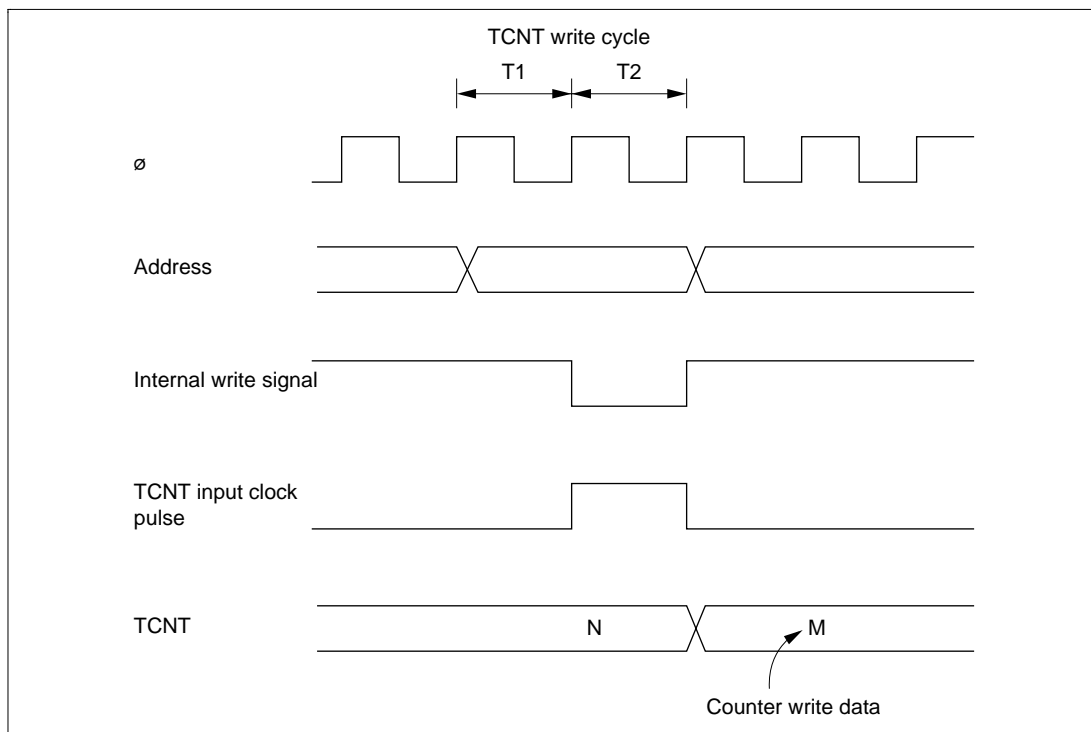 TCNT write cycle
T1 T2
ø
Address
Internal write signal
TCNT input clock
pulse
TCNT N M
Counter write data